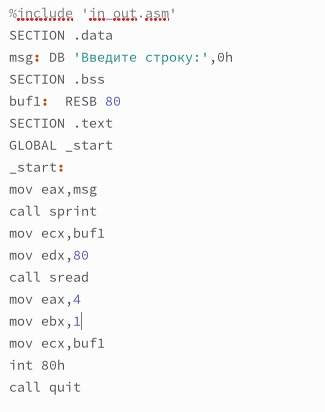 %include 'in_out.asm'
SECTION .data
msg: DB 'Введите строку:',0h
SECTION .bss
buf1:  RESB 80
SECTION .text
GLOBAL _start
_start:
mov eax,msg
call sprint
mov ecx,buf1
mov edx,80
call sread
mov eax,4
mov ebx,1
mov ecx,buf1
int 80h
call quit